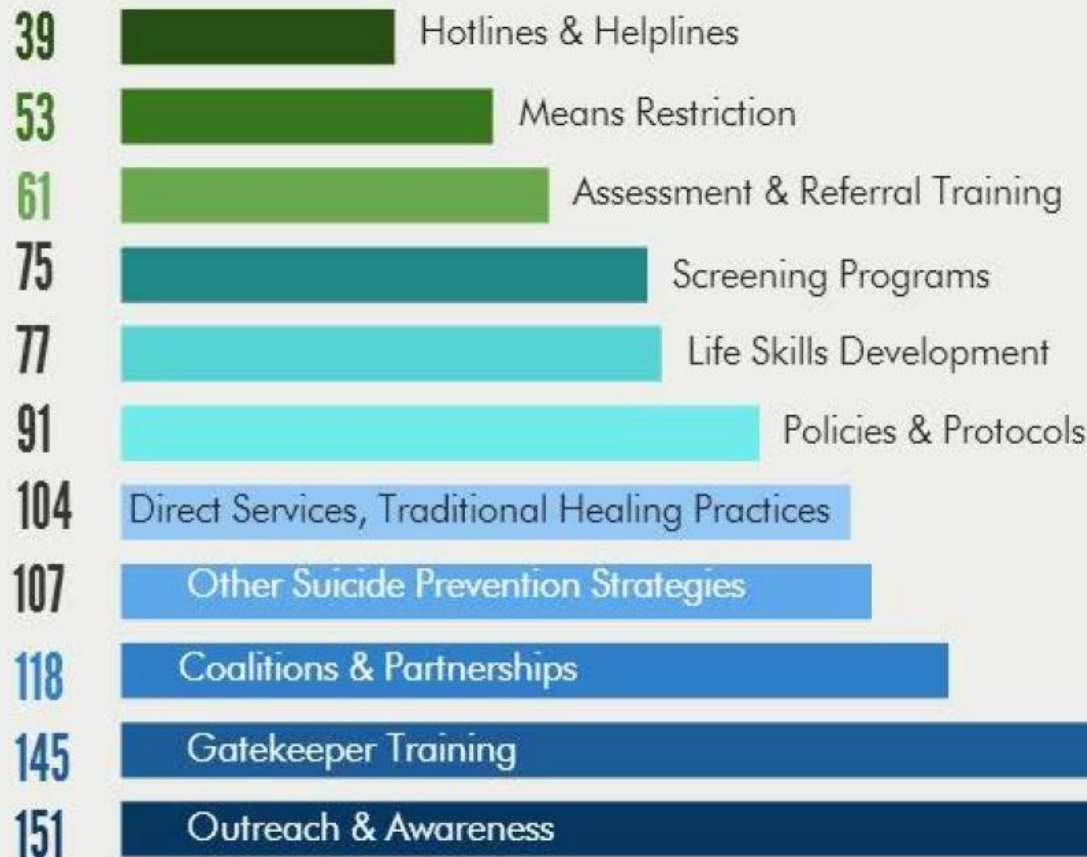 39 Hotlines & Helplines
53 Means Restriction
61 Assessment & Referral Training
75 Screening Programs
77 Life Skills Development
91 Policies & Protocols
104 Direct Services, Traditional Healing Practices
107 Other Suicide Prevention Strategies
118 Coalitions & Partnerships
145 Gatekeeper Training
151 Outreach & Awareness